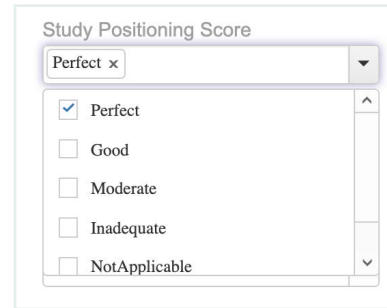 Study Positioning Score
Perfect ×
Perfect
Good
Moderate
Inadequate
NotApplicable